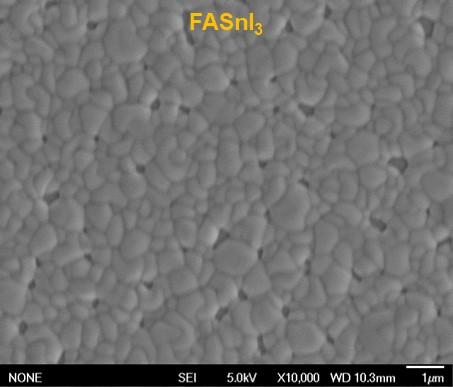 FASnI₃
NONE SEI 5.0kV X10,000 WD 10.3mm 1μm